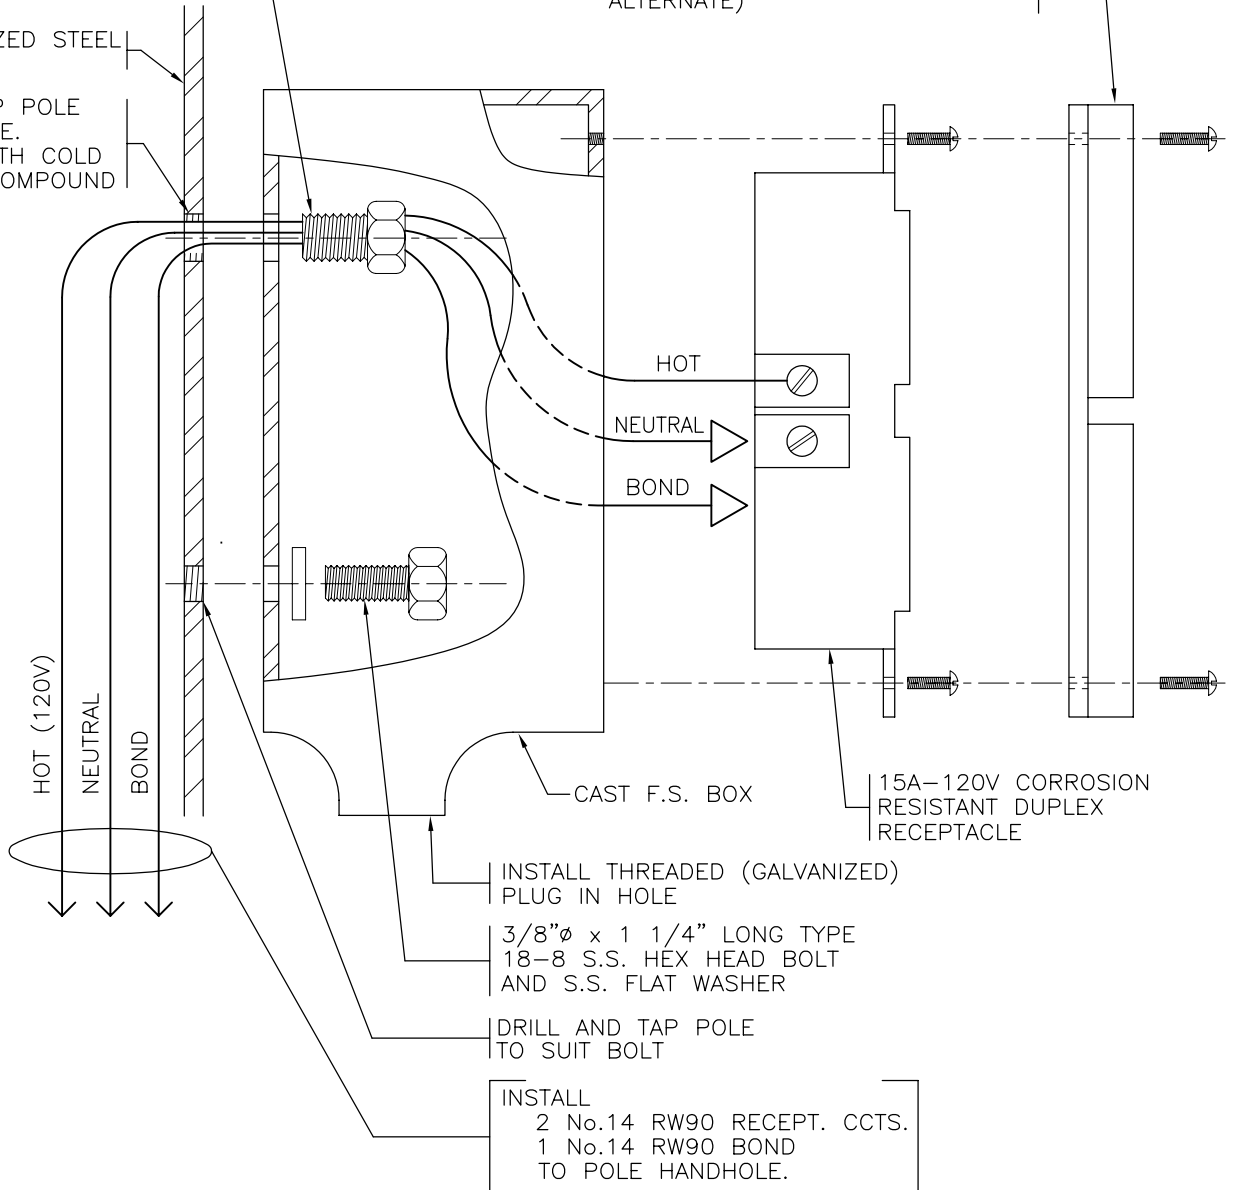 ALTERNATE)
STEEL
POLE
COLD
HOT
NEUTRAL
BOND
HOT (120V)
NEUTRAL
BOND
CAST F.S. BOX
15A-120V CORROSION
RESISTANT DUPLEX
RECEPTACLE
INSTALL THREADED (GALVANIZED)
PLUG IN HOLE
3/8"ø x 1 1/4" LONG TYPE
18-8 S.S. HEX HEAD BOLT
AND S.S. FLAT WASHER
DRILL AND TAP POLE
TO SUIT BOLT
INSTALL
2 No.14 RW90 RECEPT. CCTS.
1 No.14 RW90 BOND
TO POLE HANDHOLE.